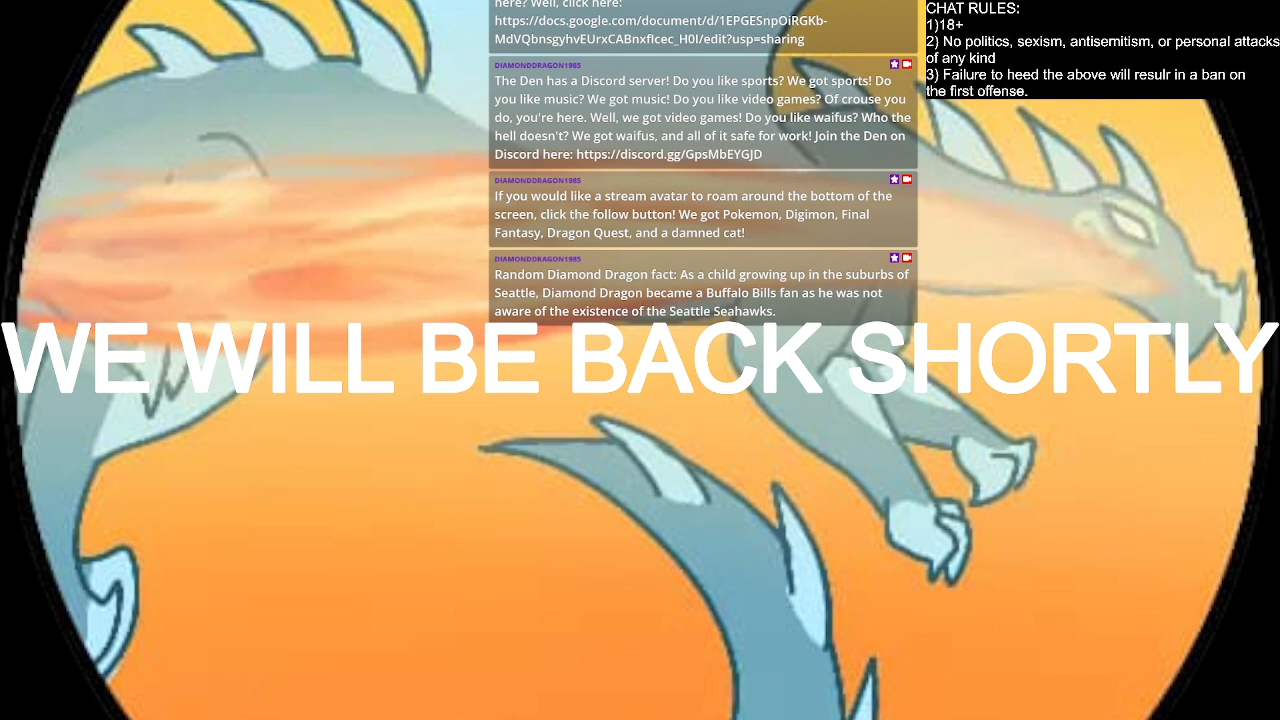 here? Well, click here:
https://docs.google.com/document/d/1EPGESnpOiRGKb-
MdVQbnsgyhvEUrxCABnxfIcec_H0I/edit?usp=sharing
DIAMONDDRAGON1985
The Den has a Discord server! Do you like sports? We got sports! Do
you like music? We got music! Do you like video games? Of crouse you
do, you're here. Well, we got video games! Do you like waifus? Who the
hell doesn't? We got waifus, and all of it safe for work! Join the Den on
Discord here: https://discord.gg/GpsMbEYGJD
DIAMONDDRAGON1985
If you would like a stream avatar to roam around the bottom of the
screen, click the follow button! We got Pokemon, Digimon, Final
Fantasy, Dragon Quest, and a damned cat!
DIAMONDDRAGON1985
Random Diamond Dragon fact: As a child growing up in the suburbs of
Seattle, Diamond Dragon became a Buffalo Bills fan as he was not
aware of the existence of the Seattle Seahawks.
CHAT RULES:
1)18+
2) No politics, sexism, antisemitism, or personal attacks
of any kind
3) Failure to heed the above will resulr in a ban on
the first offense.
WE WILL BE BACK SHORTLY